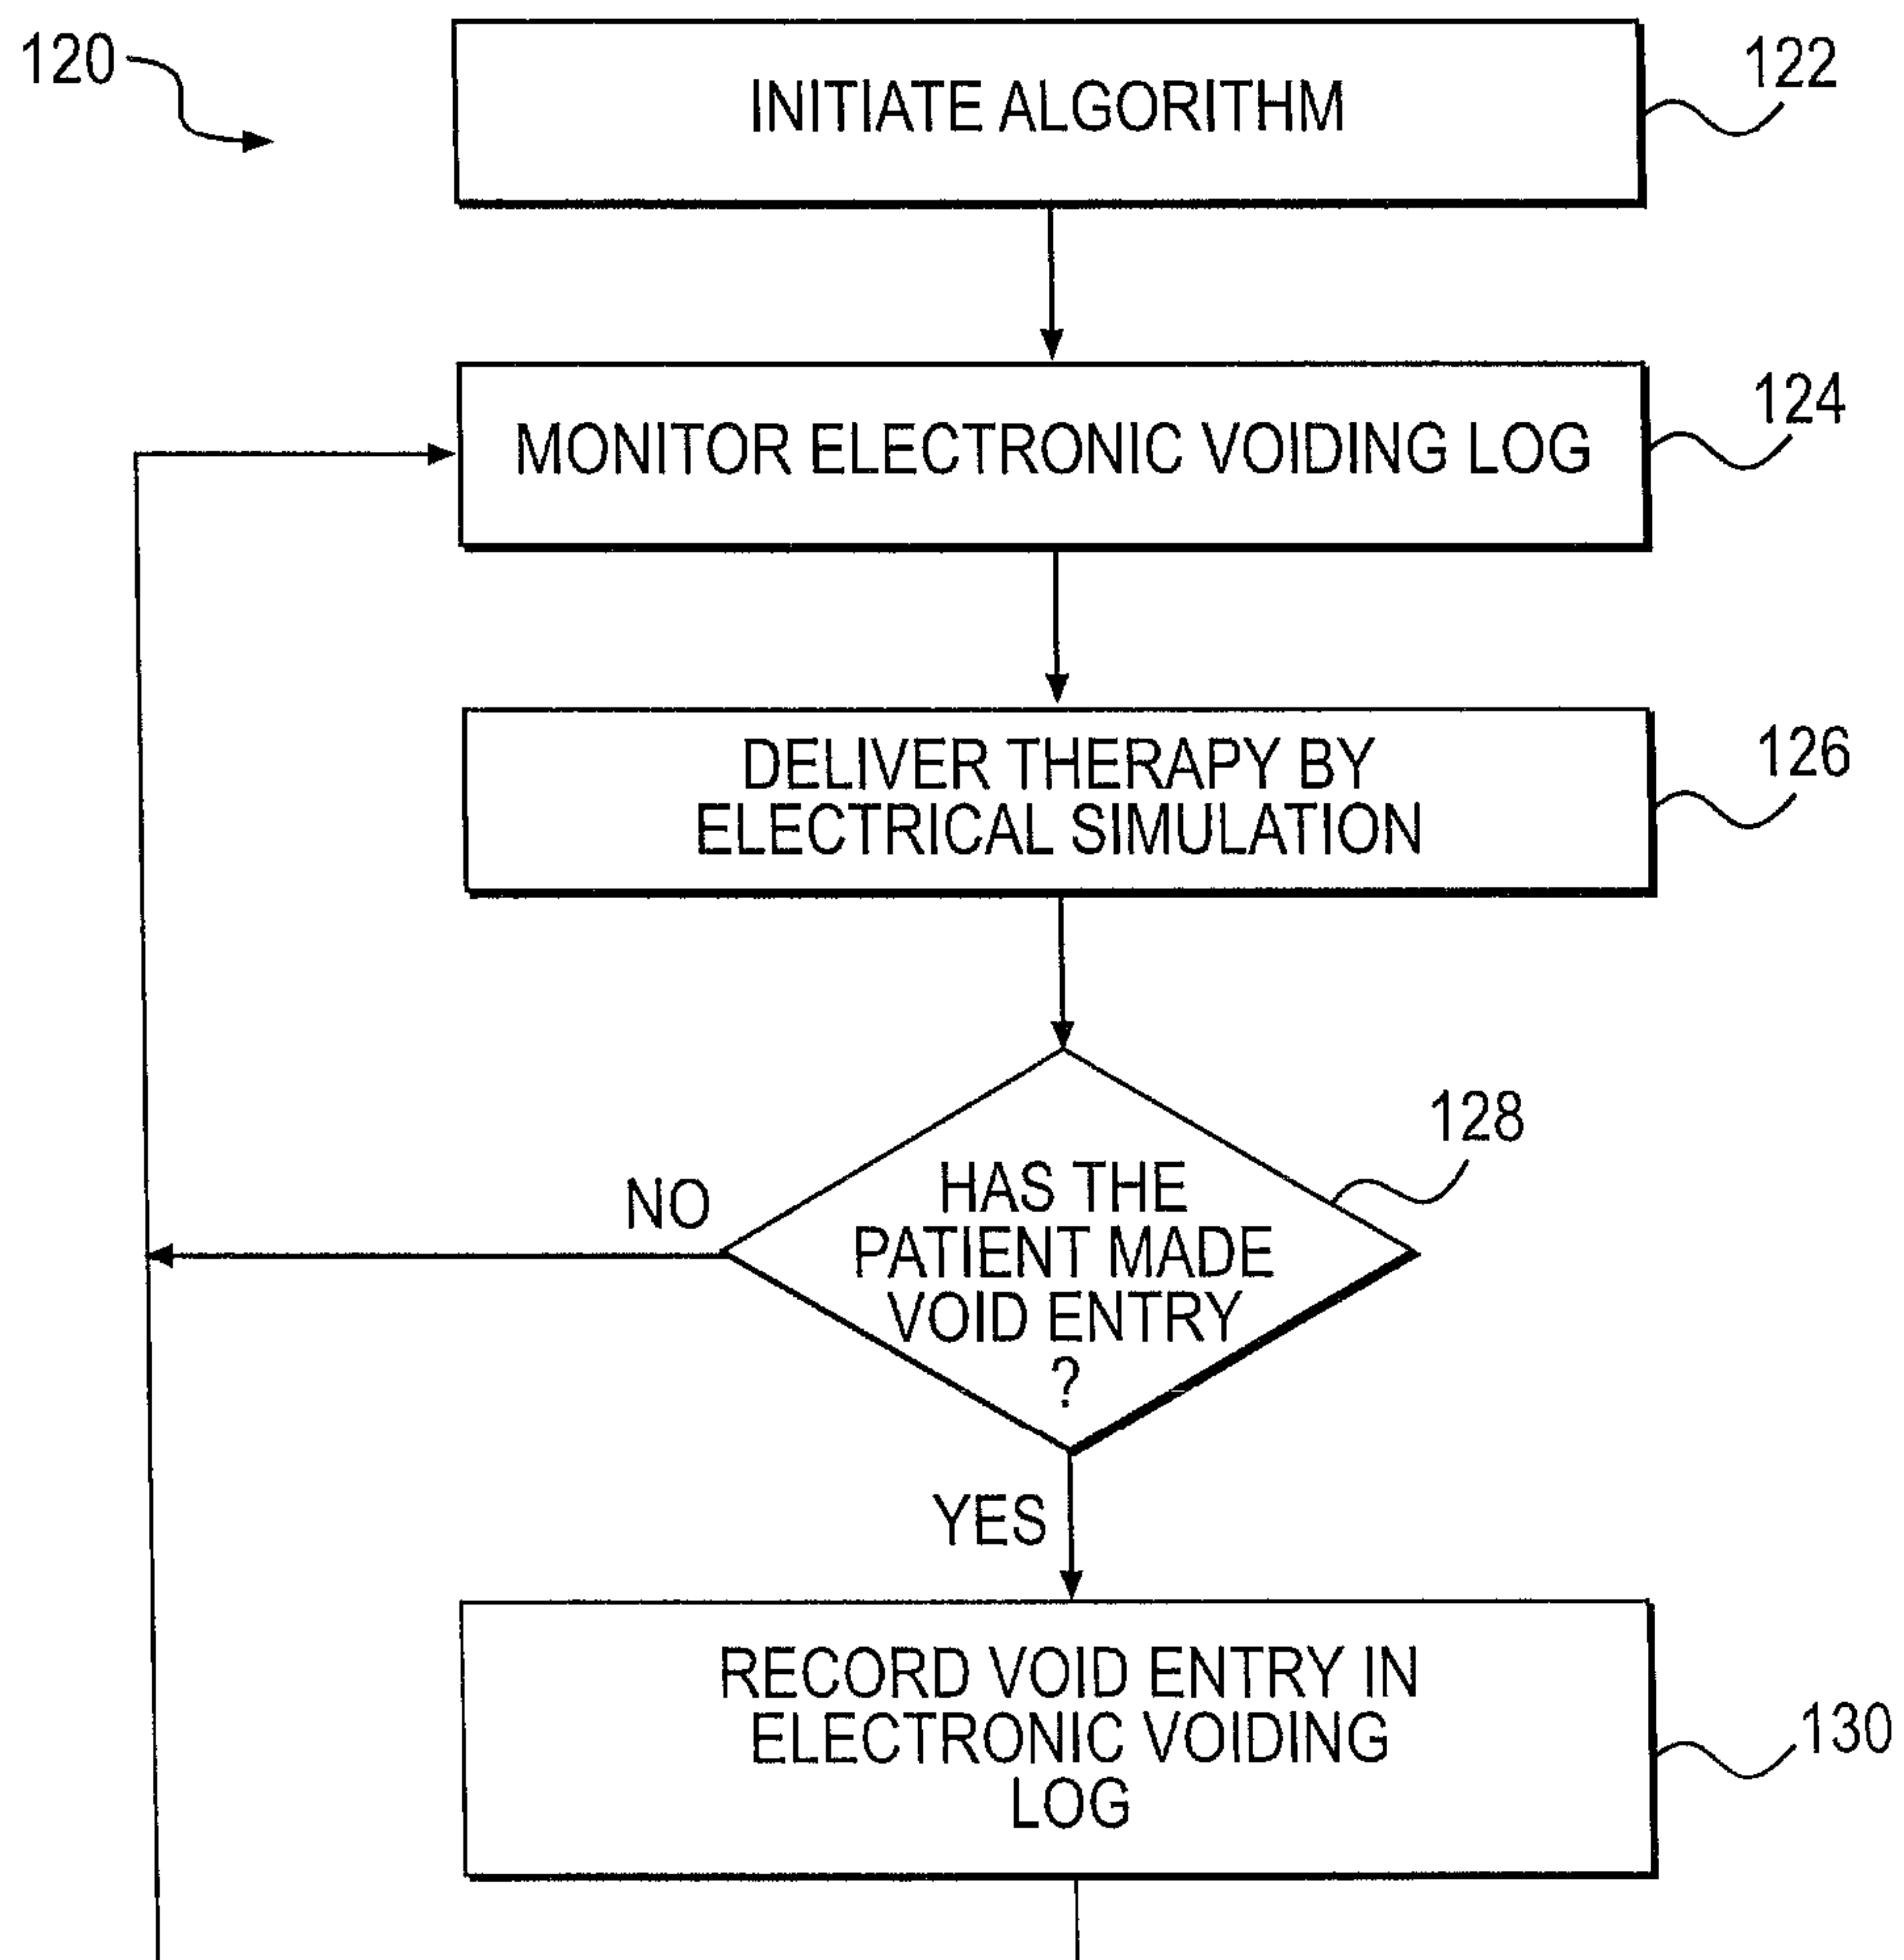 120
INITIATE ALGORITHM
122
MONITOR ELECTRONIC VOIDING LOG
124
DELIVER THERAPY BY
ELECTRICAL SIMULATION
126
HAS THE
PATIENT MADE
VOID ENTRY
?
128
NO
YES
RECORD VOID ENTRY IN
ELECTRONIC VOIDING
LOG
130